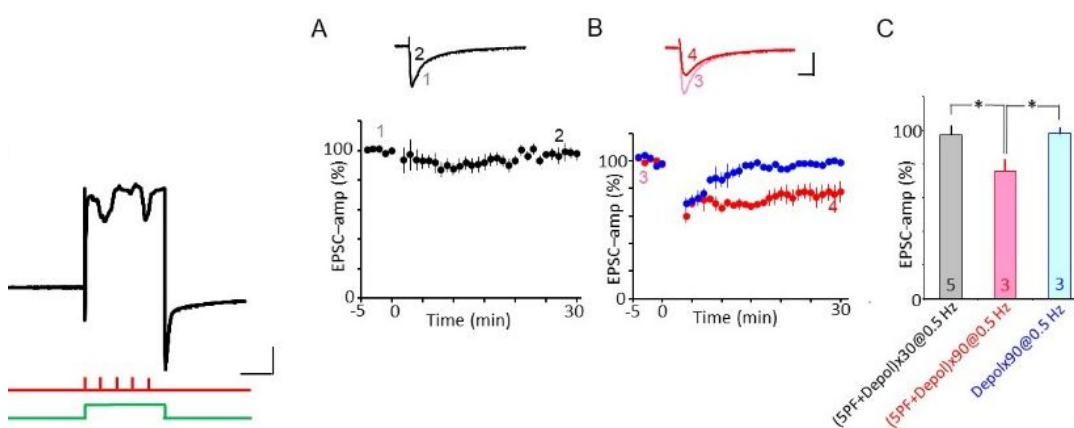 A
2
1
EPSC-amp (%)
100
0
1
2
-5
0
30
Time (min)
B
4
3
EPSC-amp (%)
100
0
3
4
-5
0
30
Time (min)
C
*
*
EPSC-amp (%)
100
0
5
3
3
(5PF+Depol)x30@0.5 Hz
(5PF+Depol)x90@0.5 Hz
Depolx90@0.5 Hz